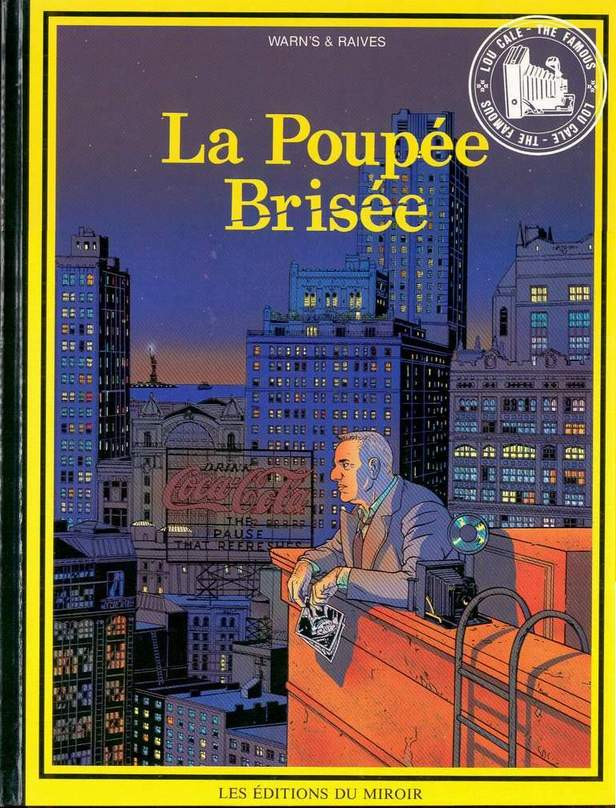 WARN'S & RAIVES
LOU CALE - THE FAMOUS
LOU CALE - THE FAMOUS
La Poupée
Brisée
DRINK
Coca-Cola
THE
PAUSE
THAT REFRESHES
LES ÉDITIONS DU MIROIR